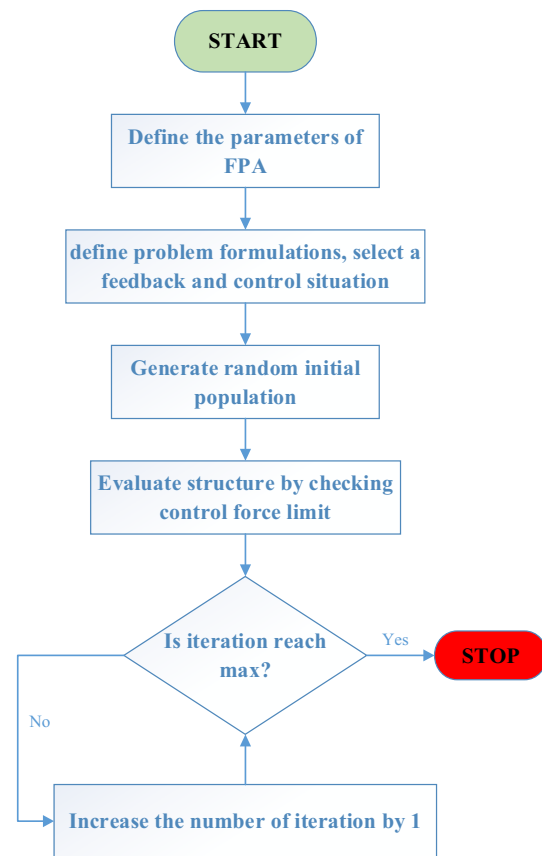 START
Define the parameters of
FPA
define problem formulations, select a
feedback and control situation
Generate random initial
population
Evaluate structure by checking
control force limit
Is iteration reach
max?
Yes
STOP
No
Increase the number of iteration by 1